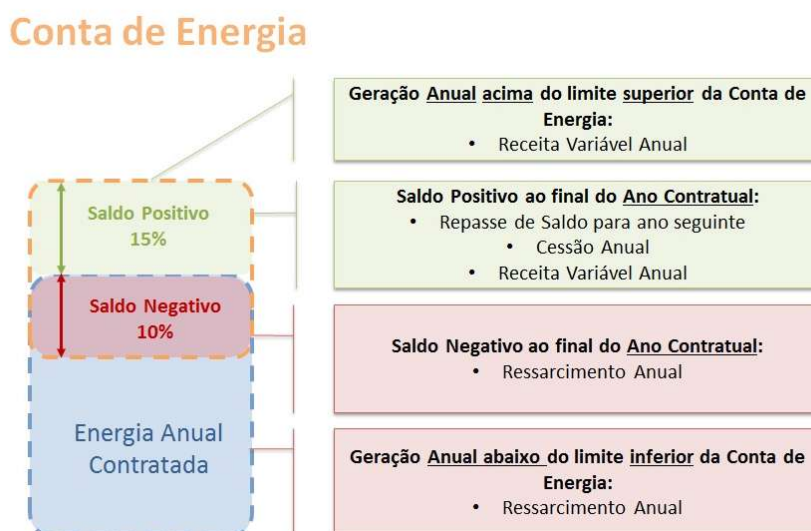 Conta de Energia
Geração Anual acima do limite superior da Conta de
Energia:
• Receita Variável Anual
Saldo Positivo
15%
Saldo Positivo ao final do Ano Contratual:
• Repasse de Saldo para ano seguinte
• Cessão Anual
• Receita Variável Anual
Saldo Negativo
10%
Saldo Negativo ao final do Ano Contratual:
• Ressarcimento Anual
Energia Anual
Contratada
Geração Anual abaixo do limite inferior da Conta de
Energia:
• Ressarcimento Anual